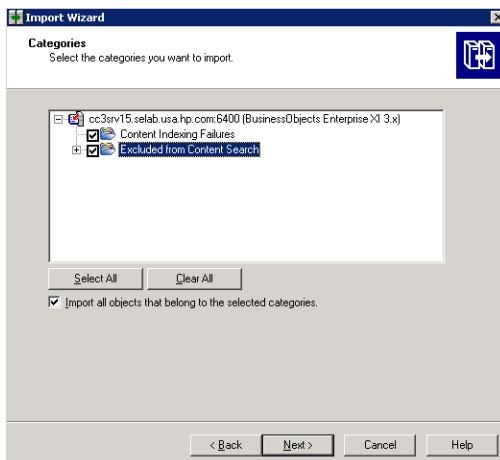 Import Wizard
Categories
Select the categories you want to import.
cc3srv15.selab.usa.hp.com:6400 (BusinessObjects Enterprise XI 3.x)
Content Indexing Failures
Excluded from Content Search
Select All Clear All
Import all objects that belong to the selected categories.
< Back Next > Cancel Help